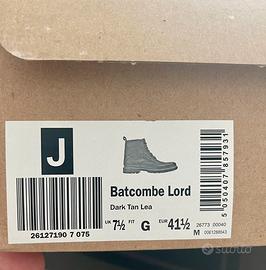 J
Batcombe Lord
Dark Tan Lea
UK 7½ FIT G EUR 41½
26127190 7 075
26773 00040
M
5 050407 857931
subito